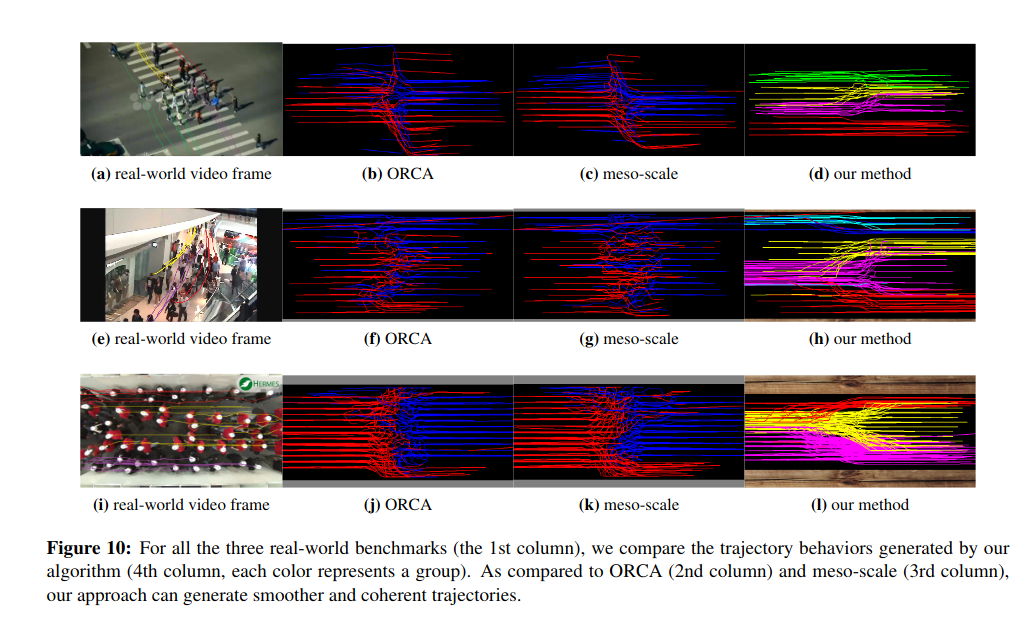 (a) real-world video frame
(b) ORCA
(c) meso-scale
(d) our method
(e) real-world video frame
(f) ORCA
(g) meso-scale
(h) our method
HERMES
(i) real-world video frame
(j) ORCA
(k) meso-scale
(l) our method
Figure 10: For all the three real-world benchmarks (the 1st column), we compare the trajectory behaviors generated by our
algorithm (4th column, each color represents a group). As compared to ORCA (2nd column) and meso-scale (3rd column),
our approach can generate smoother and coherent trajectories.